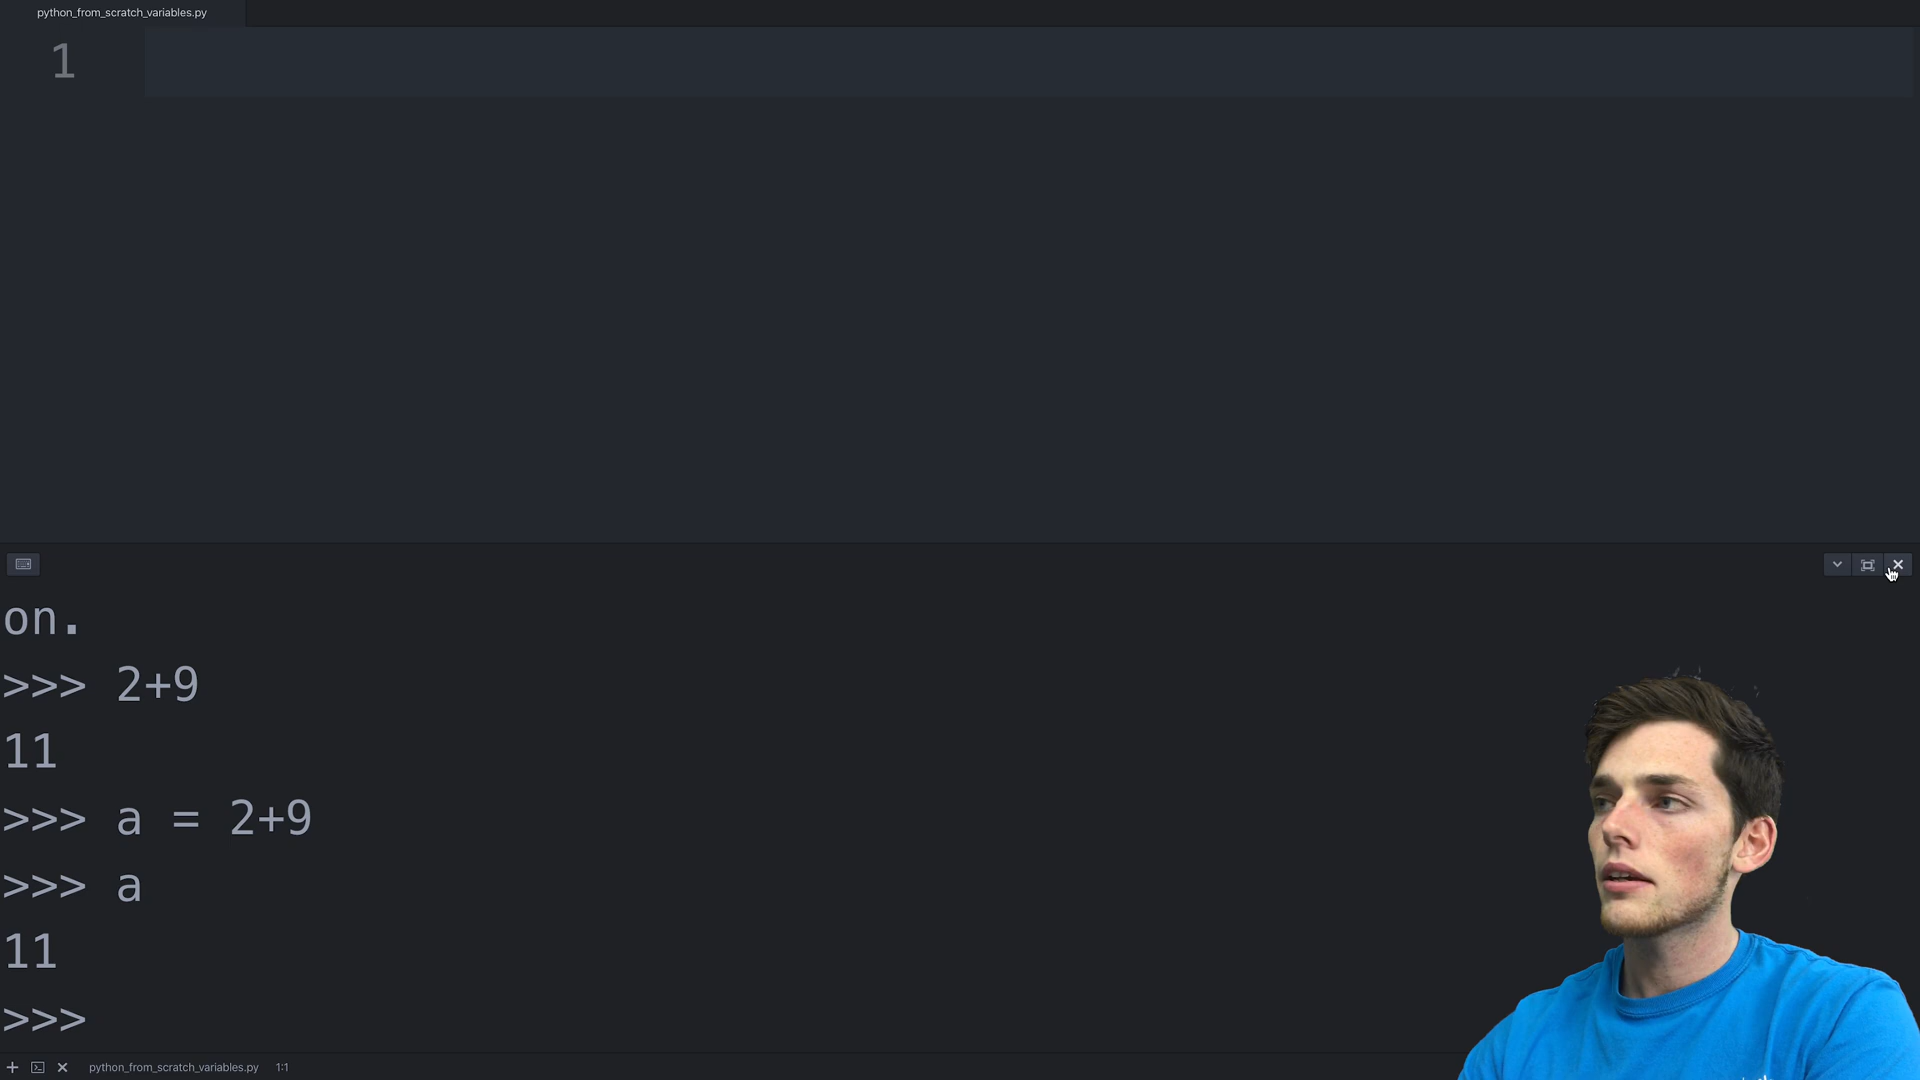 python_from_scratch_variables.py
1
on.
>>> 2+9
11
>>> a = 2+9
>>> a
11
>>>
python_from_scratch_variables.py 1:1